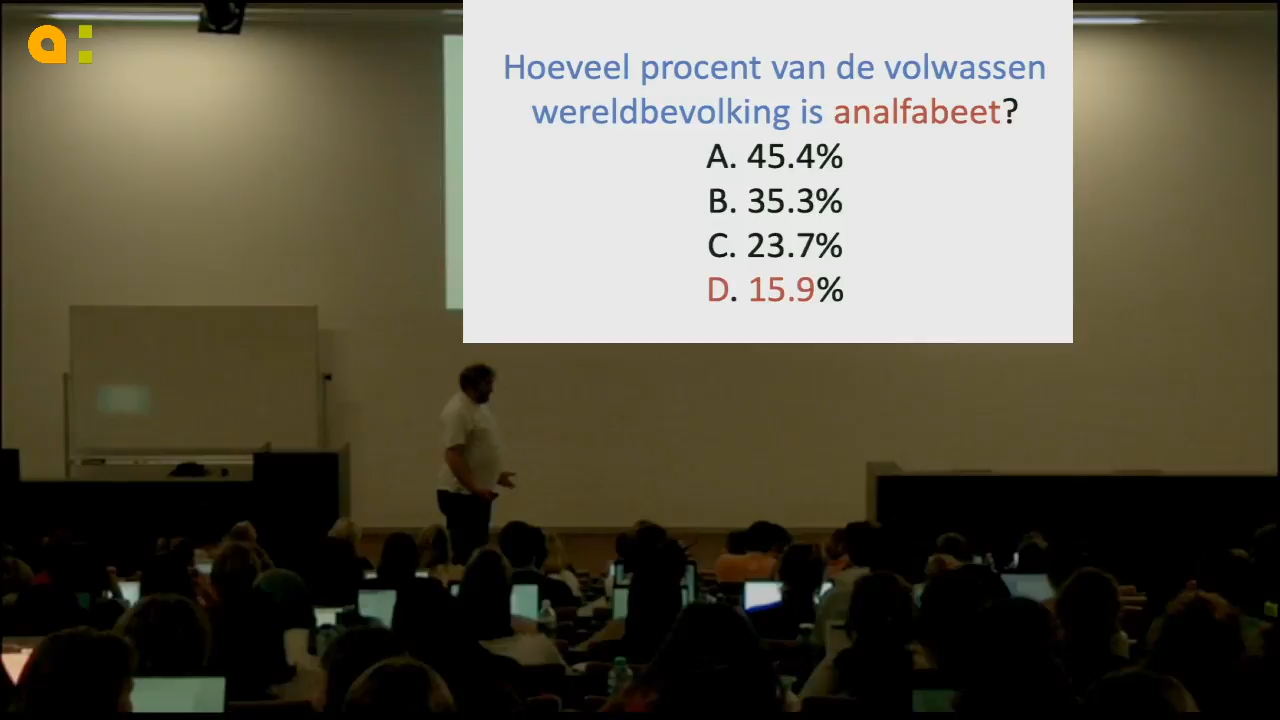 Hoeveel procent van de volwassen
wereldbevolking is analfabeet?
A. 45.4%
B. 35.3%
C. 23.7%
D. 15.9%